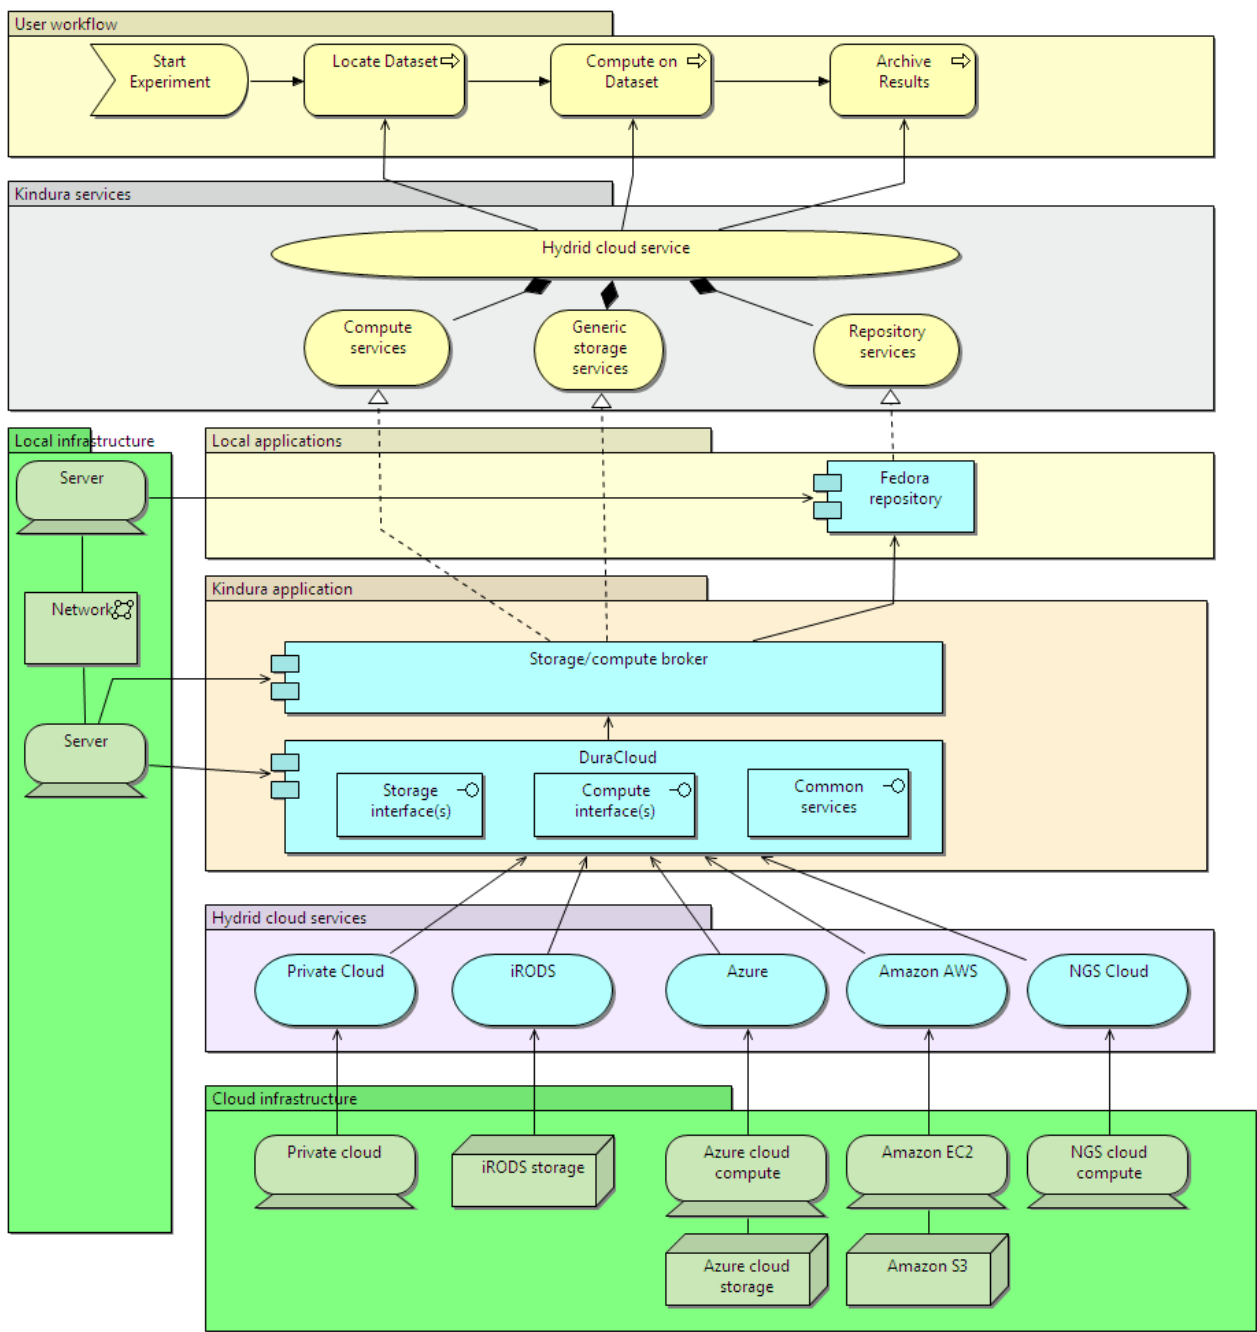 User workflow
Start
Experiment
Locate Dataset
Compute on
Dataset
Archive
Results
Kindura services
Hydrid cloud service
Compute
services
Generic
storage
services
Repository
services
Local infrastructure
Local applications
Server
Fedora
repository
Kindura application
Network
Storage/compute broker
Server
DuraCloud
Storage
interface(s)
Compute
interface(s)
Common
services
Hydrid cloud services
Private Cloud
iRODS
Azure
Amazon AWS
NGS Cloud
Cloud infrastructure
Private cloud
iRODS storage
Azure cloud
compute
Amazon EC2
NGS cloud
compute
Azure cloud
storage
Amazon S3